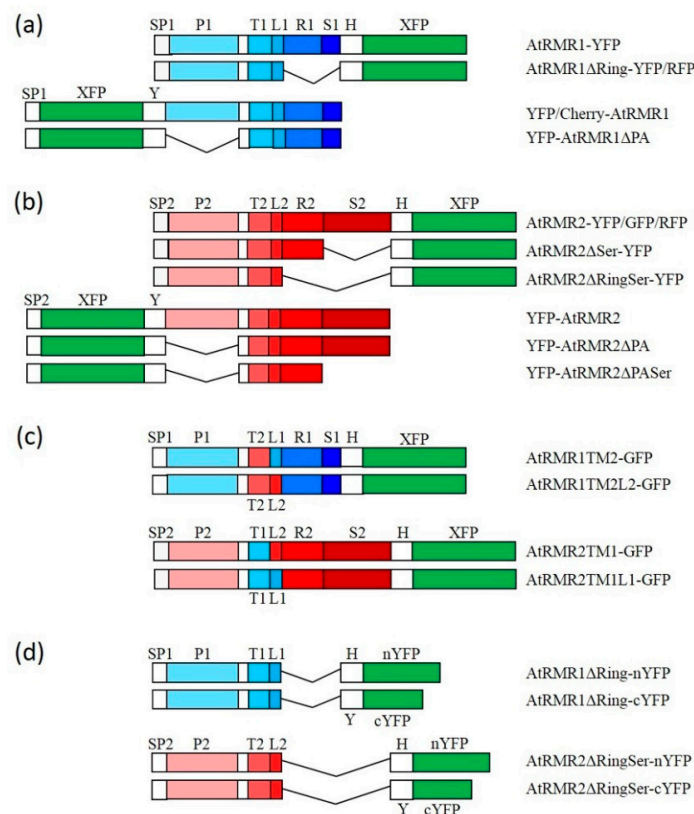 (a)
SP1 P1 T1 L1 R1 S1 H XFP
AtRMR1-YFP
AtRMR1ΔRing-YFP/RFP
SP1 XFP Y
YFP/Cherry-AtRMR1
YFP-AtRMR1ΔPA
(b)
SP2 P2 T2 L2 R2 S2 H XFP
AtRMR2-YFP/GFP/RFP
AtRMR2ΔSer-YFP
AtRMR2ΔRingSer-YFP
SP2 XFP Y
YFP-AtRMR2
YFP-AtRMR2ΔPA
YFP-AtRMR2ΔPASer
(c)
SP1 P1 T2 L1 R1 S1 H XFP
AtRMR1TM2-GFP
AtRMR1TM2L2-GFP
T2 L2
SP2 P2 T1 L2 R2 S2 H XFP
AtRMR2TM1-GFP
AtRMR2TM1L1-GFP
T1 L1
(d)
SP1 P1 T1 L1 H nYFP
AtRMR1ΔRing-nYFP
AtRMR1ΔRing-cYFP
Y cYFP
SP2 P2 T2 L2 H nYFP
AtRMR2ΔRingSer-nYFP
AtRMR2ΔRingSer-cYFP
Y cYFP